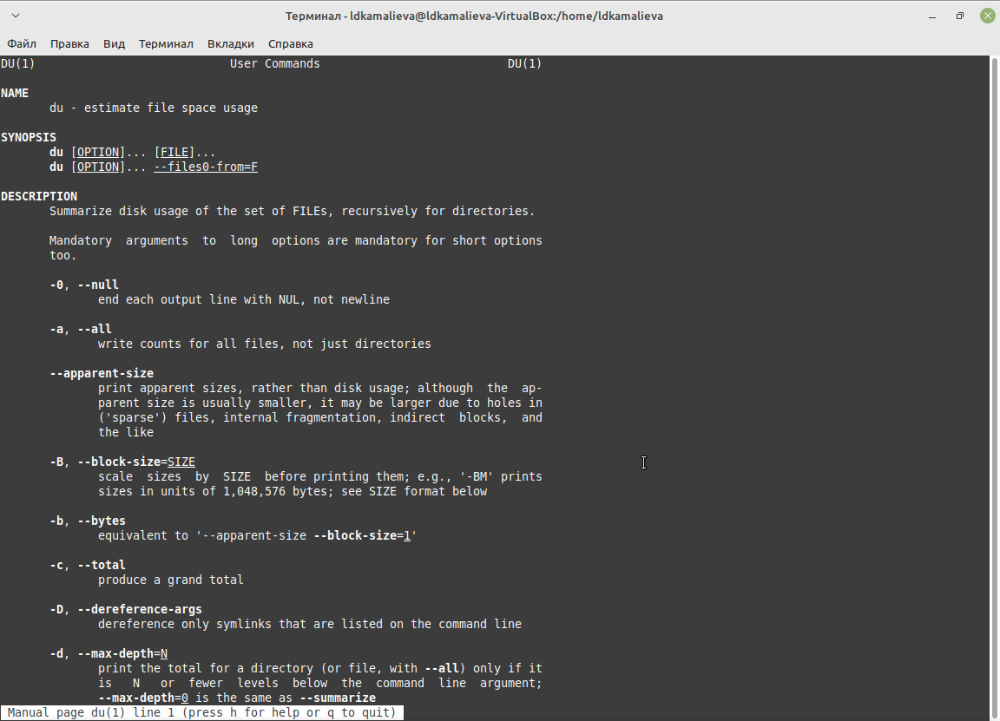 Терминал - ldkamalieva@ldkamalieva-VirtualBox:/home/ldkamalieva
Файл Правка Вид Терминал Вкладки Справка
DU(1) User Commands DU(1)
NAME
du - estimate file space usage
SYNOPSIS
du [OPTION]... [FILE]...
du [OPTION]... --files0-from=F
DESCRIPTION
Summarize disk usage of the set of FILEs, recursively for directories.
Mandatory arguments to long options are mandatory for short options
too.
-0, --null
end each output line with NUL, not newline
-a, --all
write counts for all files, not just directories
--apparent-size
print apparent sizes, rather than disk usage; although the ap-
parent size is usually smaller, it may be larger due to holes in
('sparse') files, internal fragmentation, indirect blocks, and
the like
-B, --block-size=SIZE
scale sizes by SIZE before printing them; e.g., '-BM' prints
sizes in units of 1,048,576 bytes; see SIZE format below
-b, --bytes
equivalent to '--apparent-size --block-size=1'
-c, --total
produce a grand total
-D, --dereference-args
dereference only symlinks that are listed on the command line
-d, --max-depth=N
print the total for a directory (or file, with --all) only if it
is N or fewer levels below the command line argument;
--max-depth=0 is the same as --summarize
Manual page du(1) line 1 (press h for help or q to quit)